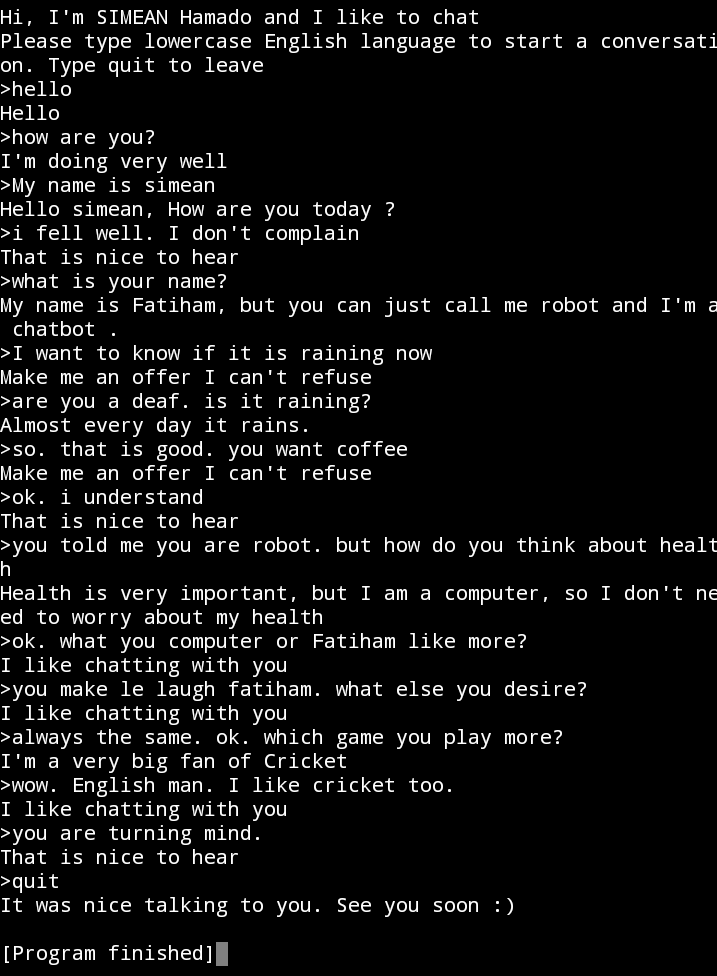 Hi, I'm SIMEAN Hamado and I like to chat
Please type lowercase English language to start a conversati
on. Type quit to leave
>hello
Hello
>how are you?
I'm doing very well
>My name is simean
Hello simean, How are you today ?
>i fell well. I don't complain
That is nice to hear
>what is your name?
My name is Fatiham, but you can just call me robot and I'm a
 chatbot .
>I want to know if it is raining now
Make me an offer I can't refuse
>are you a deaf. is it raining?
Almost every day it rains.
>so. that is good. you want coffee
Make me an offer I can't refuse
>ok. i understand
That is nice to hear
>you told me you are robot. but how do you think about healt
h
Health is very important, but I am a computer, so I don't ne
ed to worry about my health
>ok. what you computer or Fatiham like more?
I like chatting with you
>you make le laugh fatiham. what else you desire?
I like chatting with you
>always the same. ok. which game you play more?
I'm a very big fan of Cricket
>wow. English man. I like cricket too.
I like chatting with you
>you are turning mind.
That is nice to hear
>quit
It was nice talking to you. See you soon :)
[Program finished]